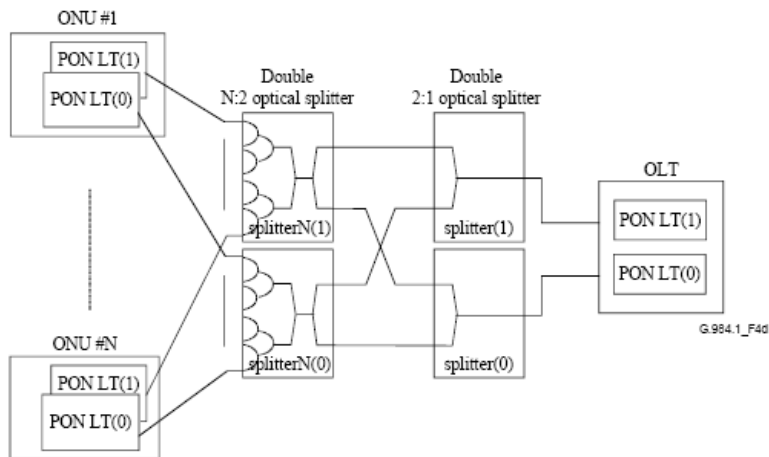 ONU #1
PON LT(1)
PON LT(0)
Double
N:2 optical splitter
Double
2:1 optical splitter
splitterN(1)
splitter(1)
OLT
PON LT(1)
PON LT(0)
G.984.1_F4d
ONU #N
PON LT(1)
PON LT(0)
splitterN(0)
splitter(0)